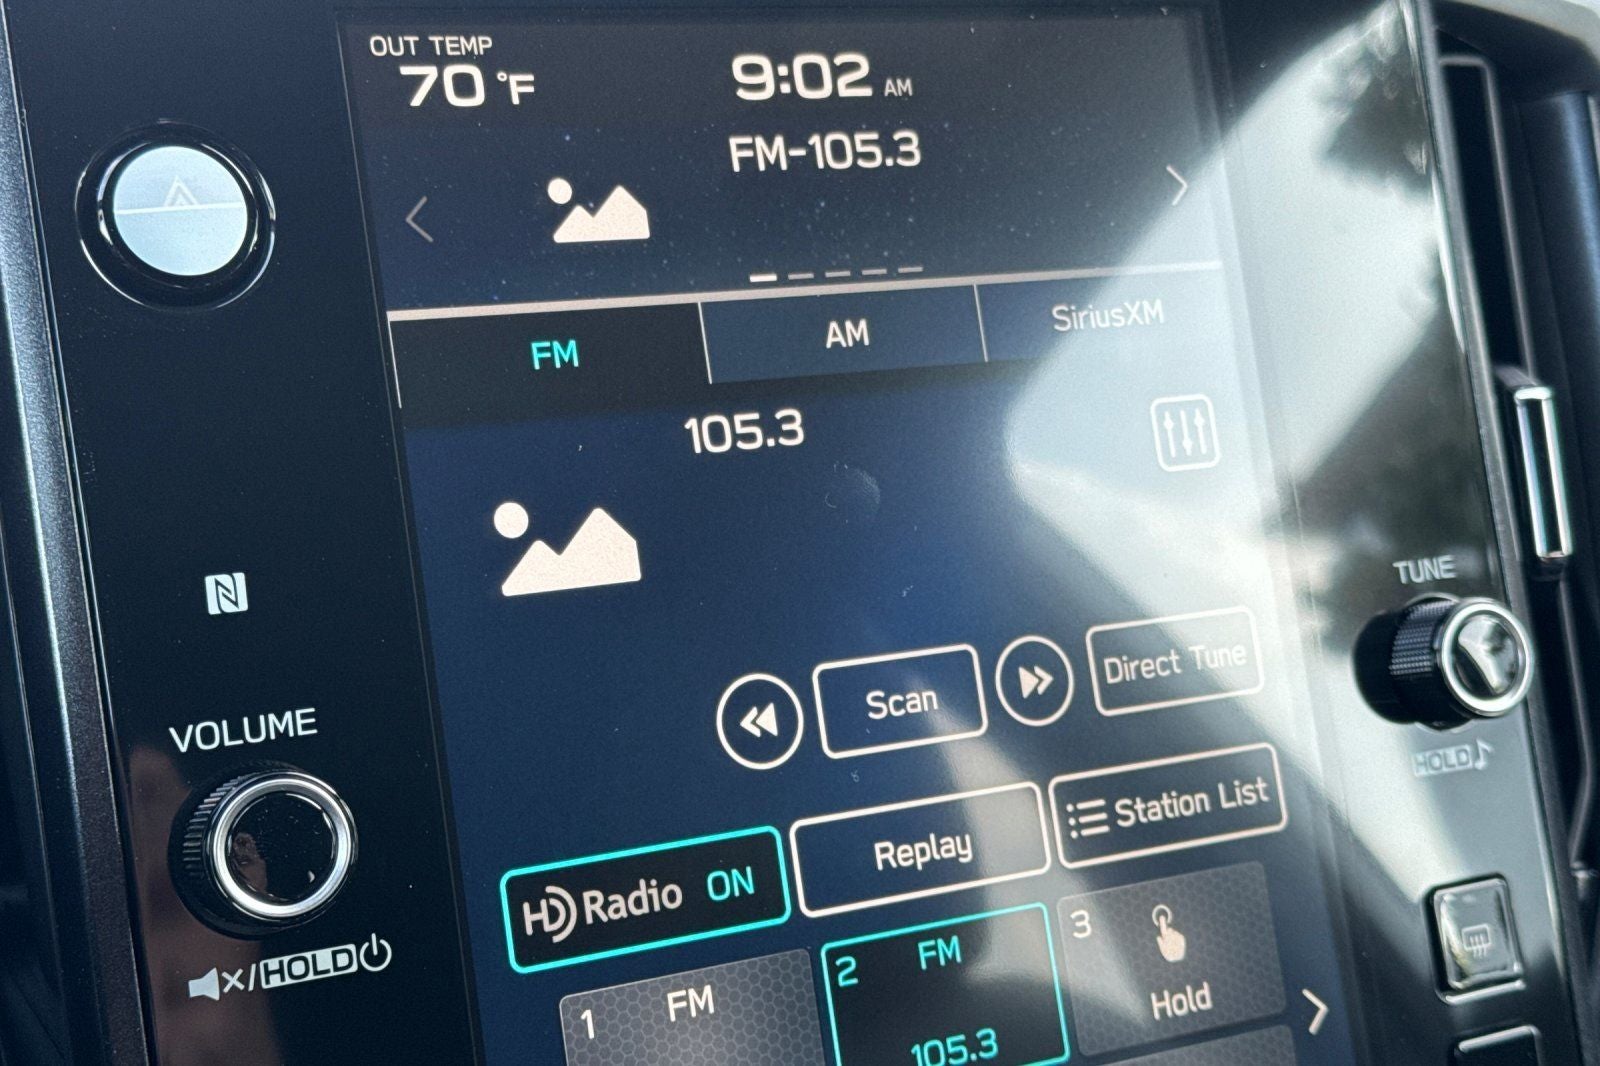 OUT TEMP
70 °F
9:02 AM
FM-105.3
FM
AM
SiriusXM
105.3
TUNE
Scan
Direct Tune
VOLUME
HOLD
Replay
Station List
HD Radio ON
HOLD
1
FM
2
FM
105.3
3
Hold